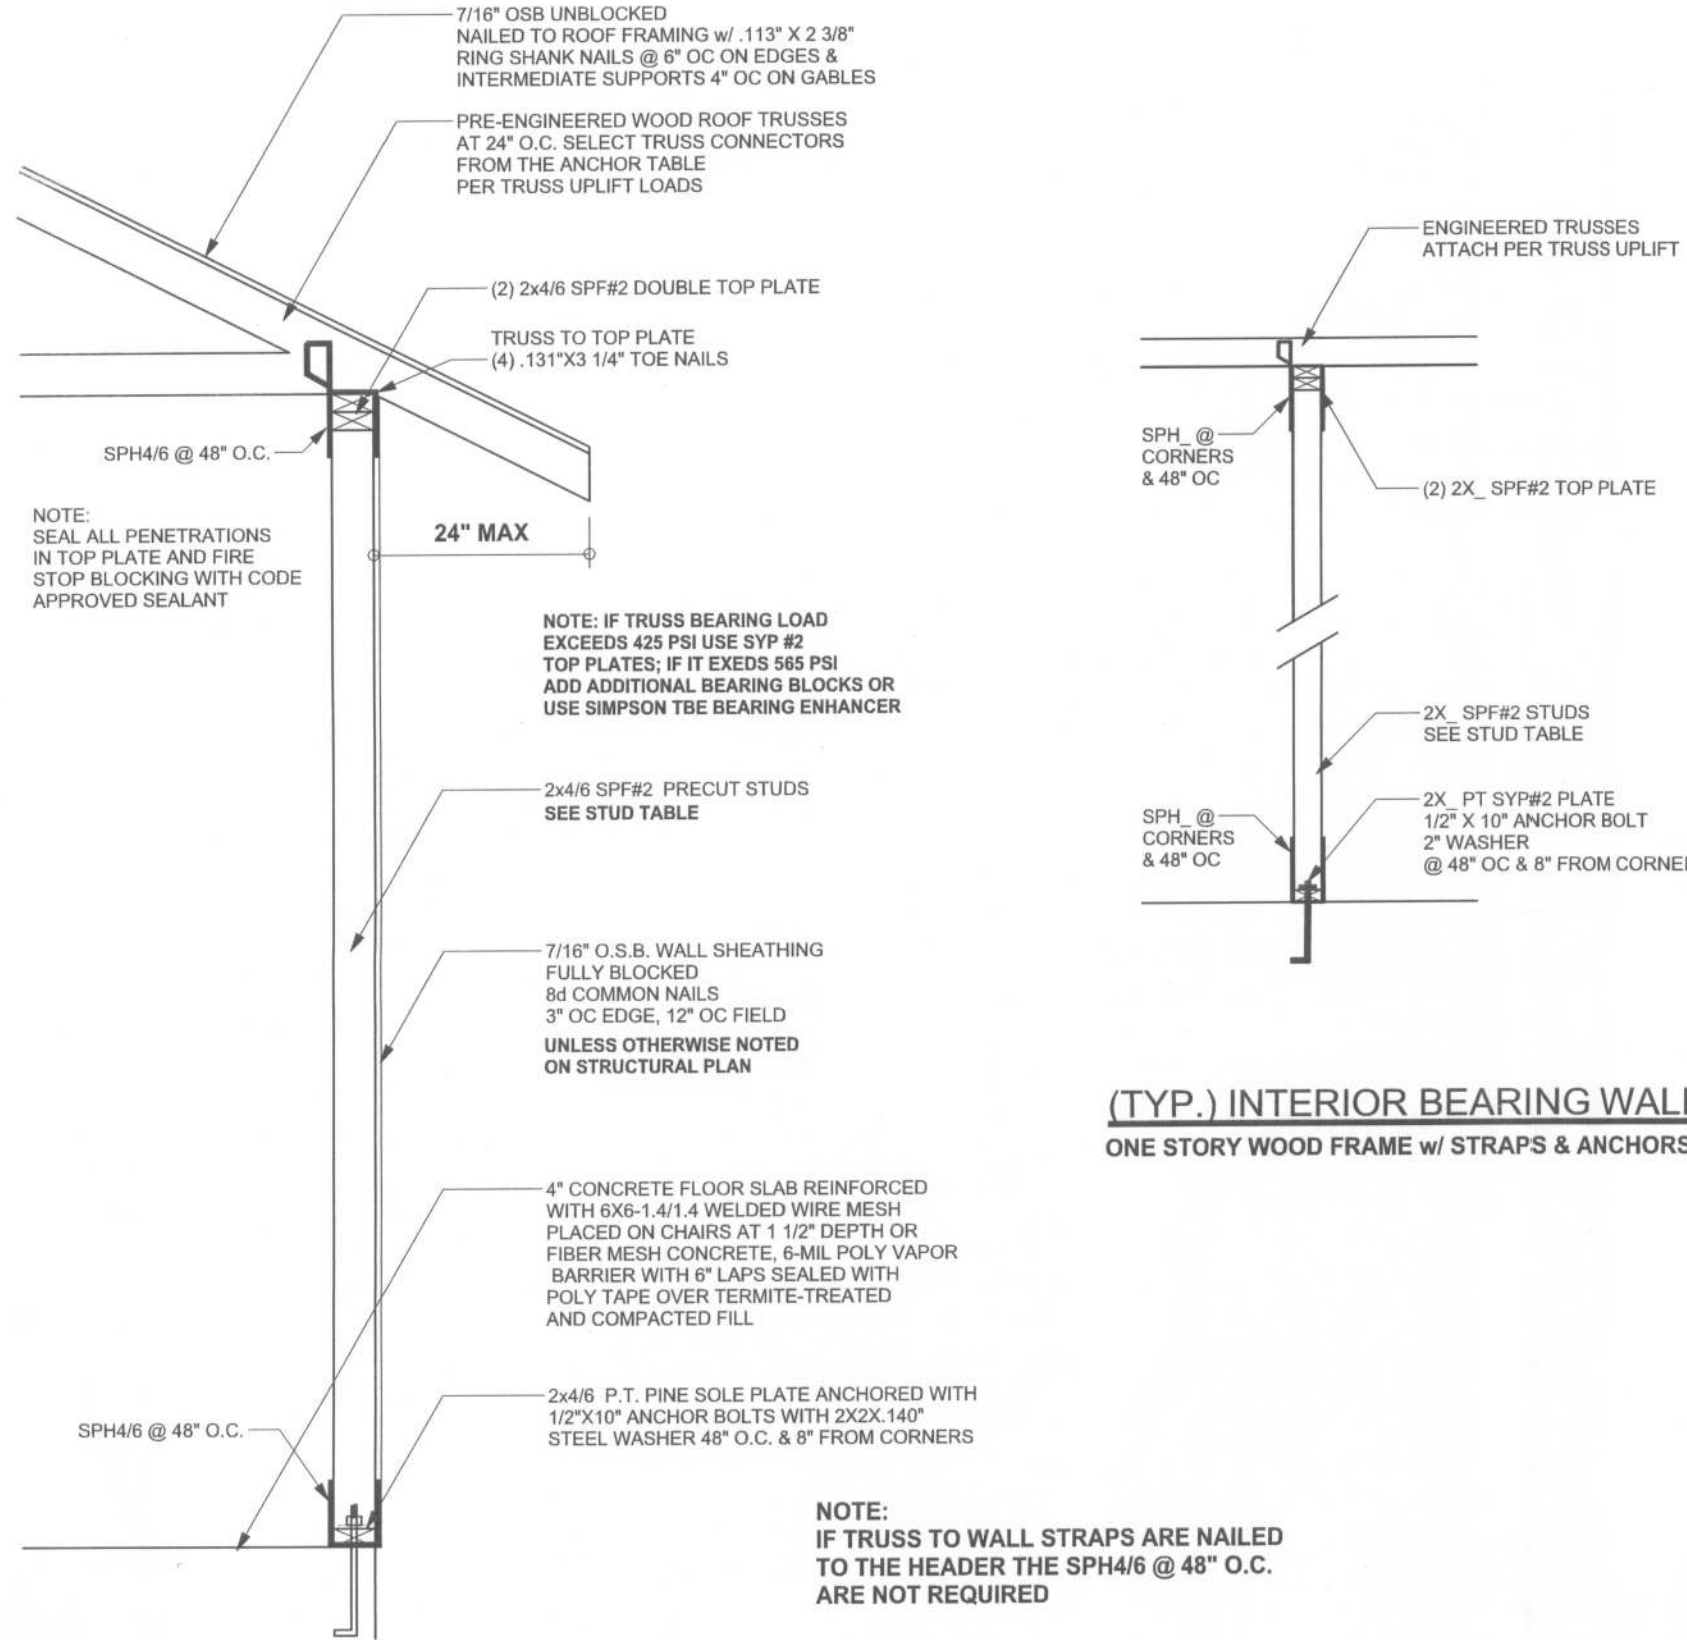 7/16" OSB UNBLOCKED
NAILED TO ROOF FRAMING w/ .113" X 2 3/8"
RING SHANK NAILS @ 6" OC ON EDGES &
INTERMEDIATE SUPPORTS 4" OC ON GABLES
PRE-ENGINEERED WOOD ROOF TRUSSES
AT 24" O.C. SELECT TRUSS CONNECTORS
FROM THE ANCHOR TABLE
PER TRUSS UPLIFT LOADS
(2) 2x4/6 SPF#2 DOUBLE TOP PLATE
TRUSS TO TOP PLATE
(4) .131"X3 1/4" TOE NAILS
SPH4/6 @ 48" O.C.
NOTE:
SEAL ALL PENETRATIONS
IN TOP PLATE AND FIRE
STOP BLOCKING WITH CODE
APPROVED SEALANT
24" MAX
NOTE: IF TRUSS BEARING LOAD
EXCEEDS 425 PSI USE SYP #2
TOP PLATES; IF IT EXEDS 565 PSI
ADD ADDITIONAL BEARING BLOCKS OR
USE SIMPSON TBE BEARING ENHANCER
2x4/6 SPF#2 PRECUT STUDS
SEE STUD TABLE
7/16" O.S.B. WALL SHEATHING
FULLY BLOCKED
8d COMMON NAILS
3" OC EDGE, 12" OC FIELD
UNLESS OTHERWISE NOTED
ON STRUCTURAL PLAN
4" CONCRETE FLOOR SLAB REINFORCED
WITH 6X6-1.4/1.4 WELDED WIRE MESH
PLACED ON CHAIRS AT 1 1/2" DEPTH OR
FIBER MESH CONCRETE, 6-MIL POLY VAPOR
BARRIER WITH 6" LAPS SEALED WITH
POLY TAPE OVER TERMITE-TREATED
AND COMPACTED FILL
2x4/6 P.T. PINE SOLE PLATE ANCHORED WITH
1/2"X10" ANCHOR BOLTS WITH 2X2X.140"
STEEL WASHER 48" O.C. & 8" FROM CORNERS
SPH4/6 @ 48" O.C.
NOTE:
IF TRUSS TO WALL STRAPS ARE NAILED
TO THE HEADER THE SPH4/6 @ 48" O.C.
ARE NOT REQUIRED
ENGINEERED TRUSSES
ATTACH PER TRUSS UPLIFT
SPH_ @
CORNERS
& 48" OC
(2) 2X_ SPF#2 TOP PLATE
2X_ SPF#2 STUDS
SEE STUD TABLE
2X_ PT SYP#2 PLATE
1/2" X 10" ANCHOR BOLT
2" WASHER
@ 48" OC & 8" FROM CORNE
SPH_ @
CORNERS
& 48" OC
(TYP.) INTERIOR BEARING WAL
ONE STORY WOOD FRAME w/ STRAPS & ANCHORS